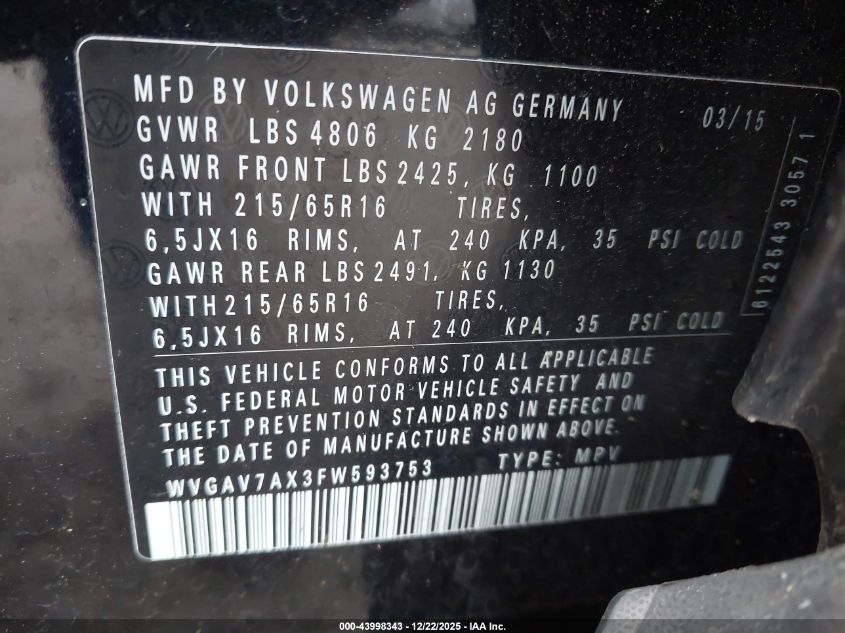 MFD BY VOLKSWAGEN AG GERMANY 03/15
GVWR LBS 4806 KG 2180
GAWR FRONT LBS 2425, KG 1100
WITH 215/65R16 TIRES,
6,5JX16 RIMS, AT 240 KPA, 35 PSI COLD
GAWR REAR LBS 2491, KG 1130
WITH 215/65R16 TIRES,
6,5JX16 RIMS, AT 240 KPA, 35 PSI COLD
THIS VEHICLE CONFORMS TO ALL APPLICABLE
U.S. FEDERAL MOTOR VEHICLE SAFETY AND
THEFT PREVENTION STANDARDS IN EFFECT ON
THE DATE OF MANUFACTURE SHOWN ABOVE.
WVGAV7AX3FW593753 TYPE: MPV
6122543 3057 1
000-43998343 - 12/22/2025 - IAA Inc.